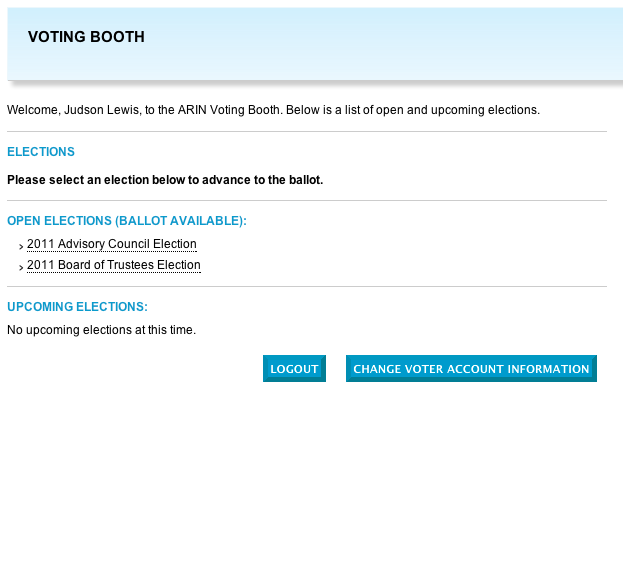 VOTING BOOTH
Welcome, Judson Lewis, to the ARIN Voting Booth. Below is a list of open and upcoming elections.
ELECTIONS
Please select an election below to advance to the ballot.
OPEN ELECTIONS (BALLOT AVAILABLE):
› 2011 Advisory Council Election
› 2011 Board of Trustees Election
UPCOMING ELECTIONS:
No upcoming elections at this time.
LOGOUT CHANGE VOTER ACCOUNT INFORMATION